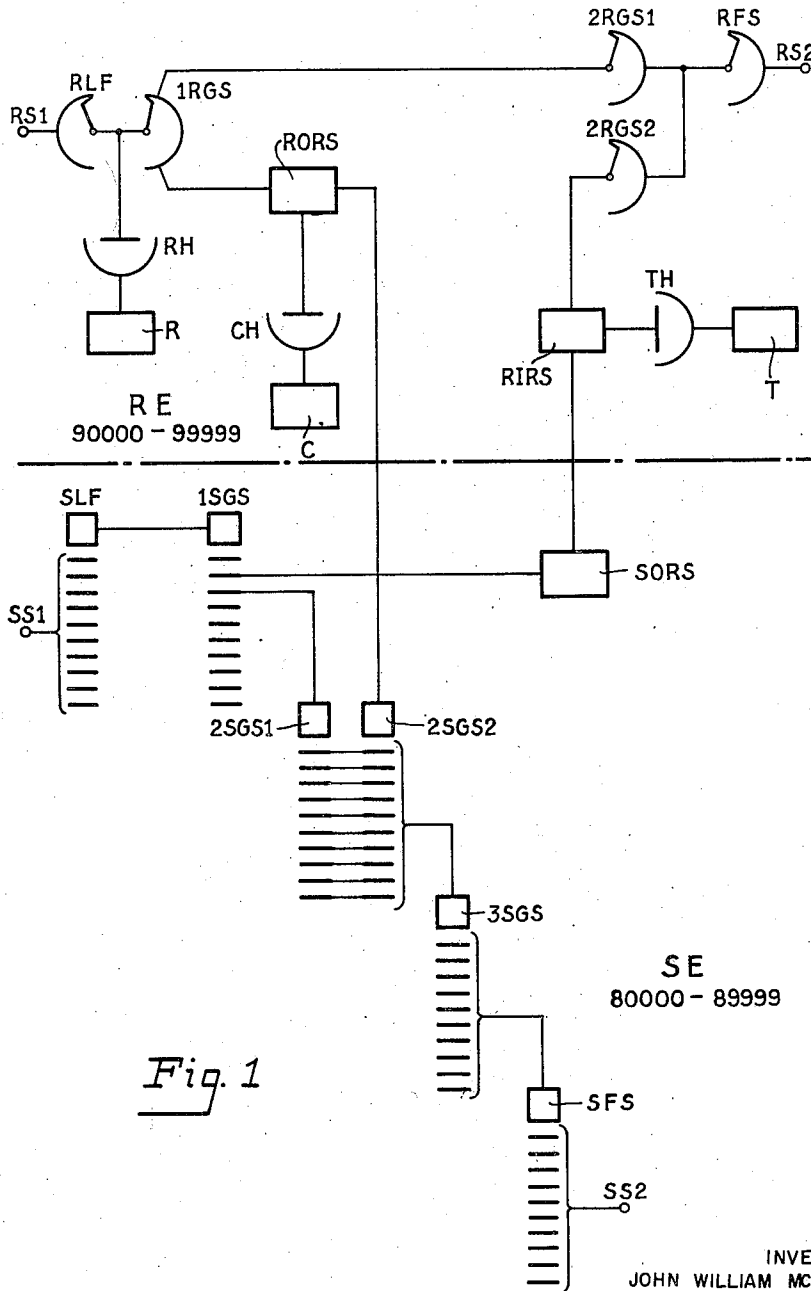 2RGS1
RFS
RS2
RLF
1RGS
RS1
RORS
2RGS2
RH
TH
R
CH
RIRS
T
RE
90000 - 99999
C
SLF
1SGS
SORS
SS1
2SGS1
2SGS2
3SGS
SE
80000 - 89999
Fig. 1
SFS
SS2
INVE
JOHN WILLIAM MC